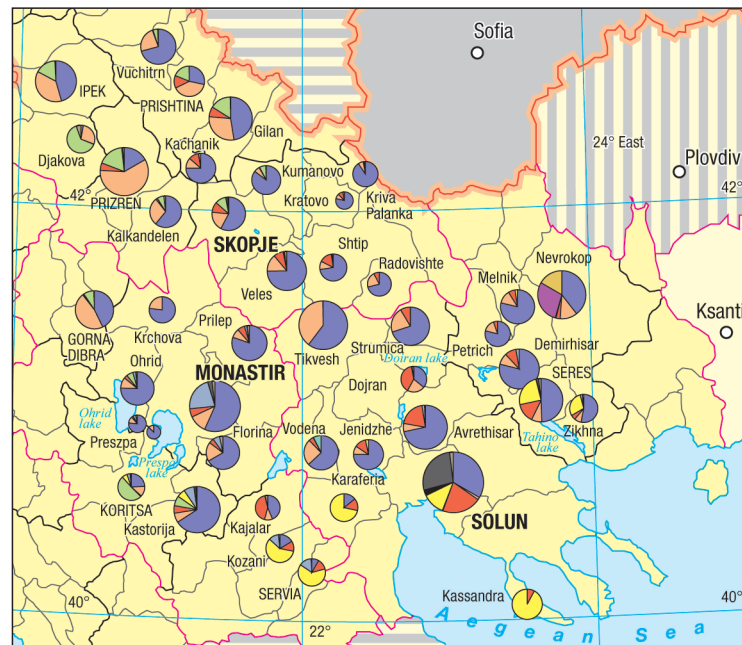 Sofia
Vuchitrn
IPEK
PRISHTINA
Gilan
24° East
Plovdiv
Djakova
Kachanik
Kumanovo
42°
PRIZREN
Kratovo
Kriva
Palanka
42°
Kalkandelen
SKOPJE
Shtip
Radovishte
Nevrokop
Melnik
Veles
GORNA
DIBRA
Krchova
Prilep
Tikvesh
Strumica
Petrich
Demirhisar
Ksanti
Ohrid
MONASTIR
Doiran lake
Dojran
SERES
Ohrid
lake
Preszpa
Prespa
lake
Florina
Vodena
Jenidzhe
Avrethisar
Tahino
lake
Zikhna
KORITSA
Kastorija
Kajalar
Karaferia
SOLUN
Kozani
SERVIA
Kassandra
40°
22°
40°
Aegean Sea